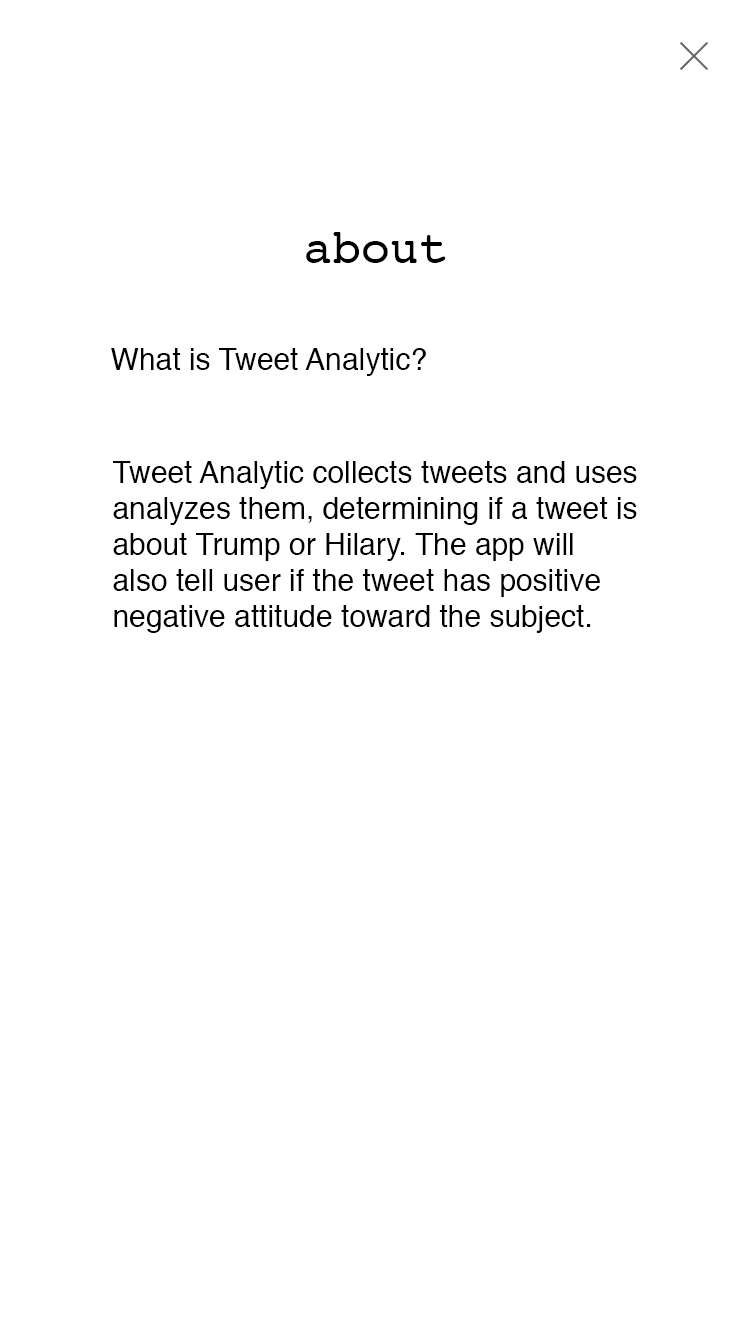 about
What is Tweet Analytic?
Tweet Analytic collects tweets and uses
analyzes them, determining if a tweet is
about Trump or Hilary. The app will
also tell user if the tweet has positive
negative attitude toward the subject.